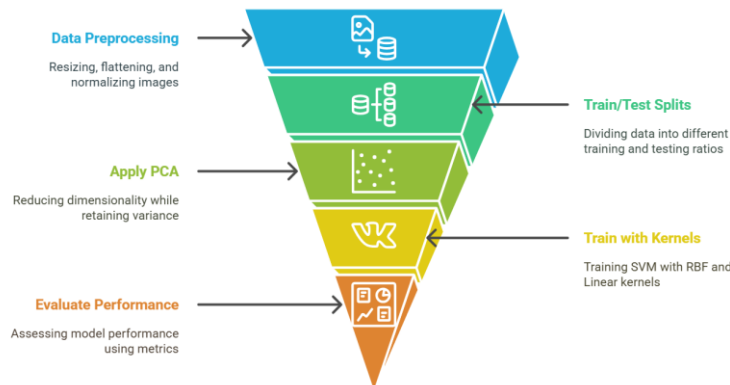 Data Preprocessing
Resizing, flattening, and
normalizing images
Train/Test Splits
Dividing data into different
training and testing ratios
Apply PCA
Reducing dimensionality while
retaining variance
Train with Kernels
Training SVM with RBF and
Linear kernels
Evaluate Performance
Assessing model performance
using metrics